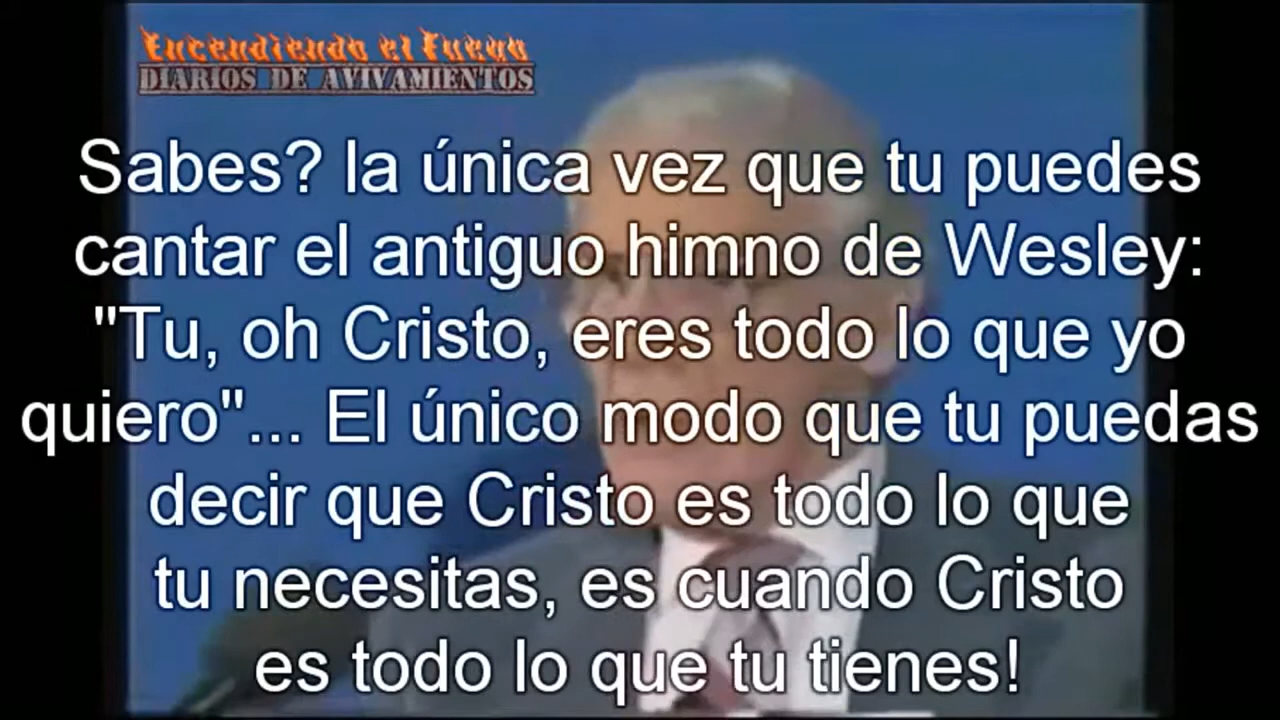 Encendiendo el Fuego
DIARIOS DE AVIVAMIENTOS
Sabes? la única vez que tu puedes
cantar el antiguo himno de Wesley:
"Tu, oh Cristo, eres todo lo que yo
quiero"... El único modo que tu puedas
decir que Cristo es todo lo que
tu necesitas, es cuando Cristo
es todo lo que tu tienes!